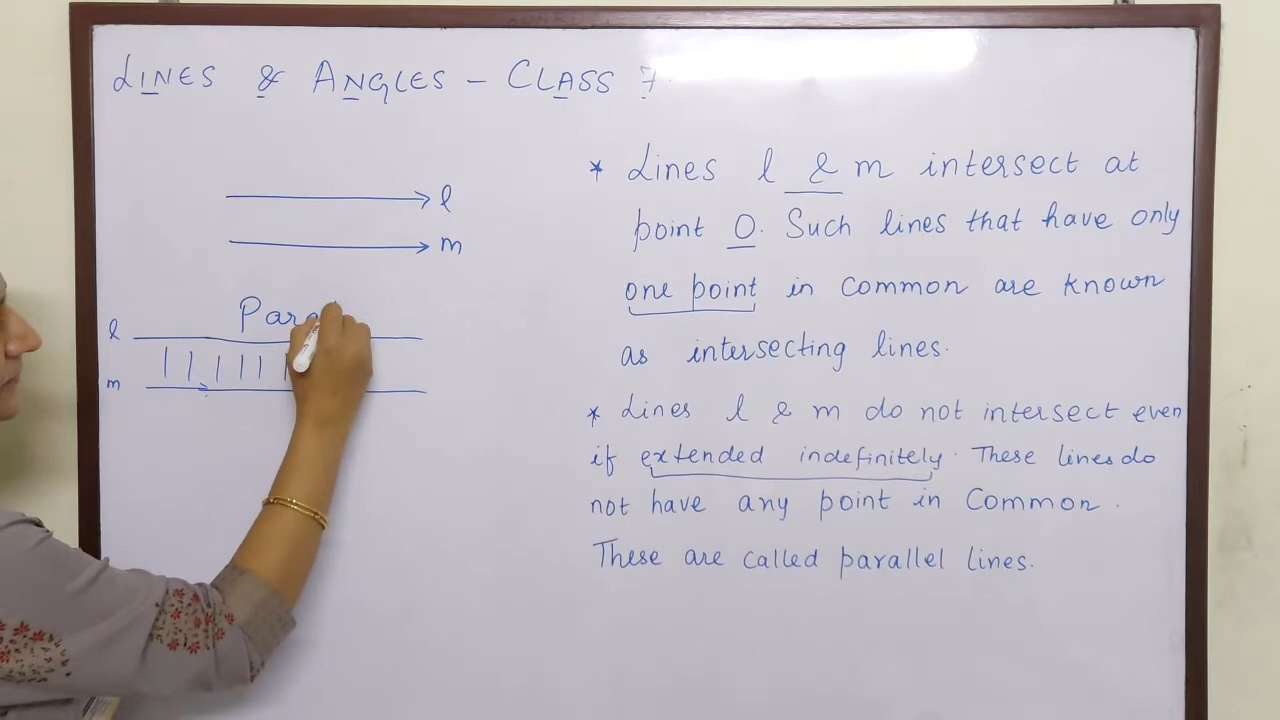 LINES & ANGLES - CLASS 7
l
m
Para
l
m
* Lines l & m intersect at
point O. Such lines that have only
one point in common are known
as intersecting lines.
* Lines l & m do not intersect even
if extended indefinitely. These lines do
not have any point in Common.
These are called parallel lines.